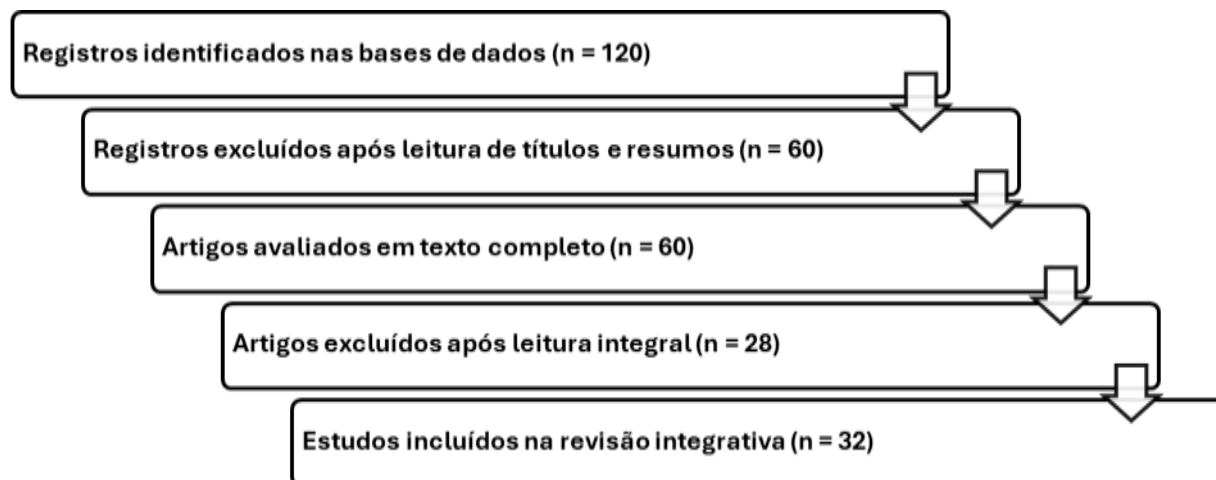 Registros identificados nas bases de dados (n = 120)
Registros excluídos após leitura de títulos e resumos (n = 60)
Artigos avaliados em texto completo (n = 60)
Artigos excluídos após leitura integral (n = 28)
Estudos incluídos na revisão integrativa (n = 32)